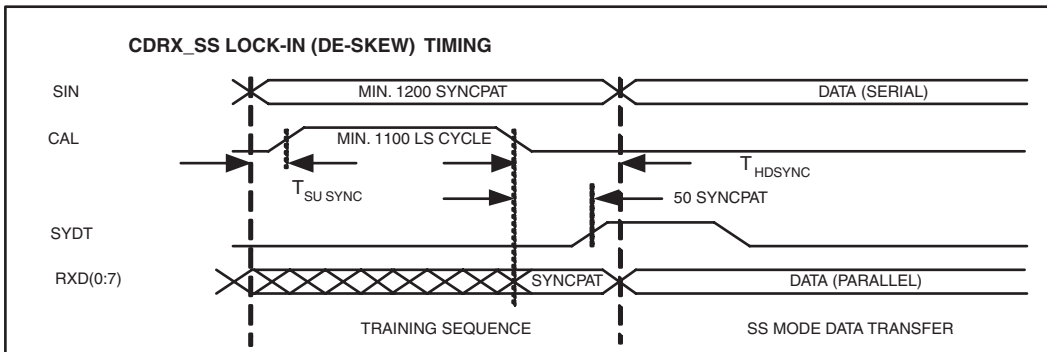 CDRX_SS LOCK-IN (DE-SKEW) TIMING
SIN
MIN. 1200 SYNCPAT
DATA (SERIAL)
CAL
MIN. 1100 LS CYCLE
T SU SYNC
T HDSYNC
50 SYNCPAT
SYDT
RXD(0:7)
SYNCPAT
DATA (PARALLEL)
TRAINING SEQUENCE
SS MODE DATA TRANSFER